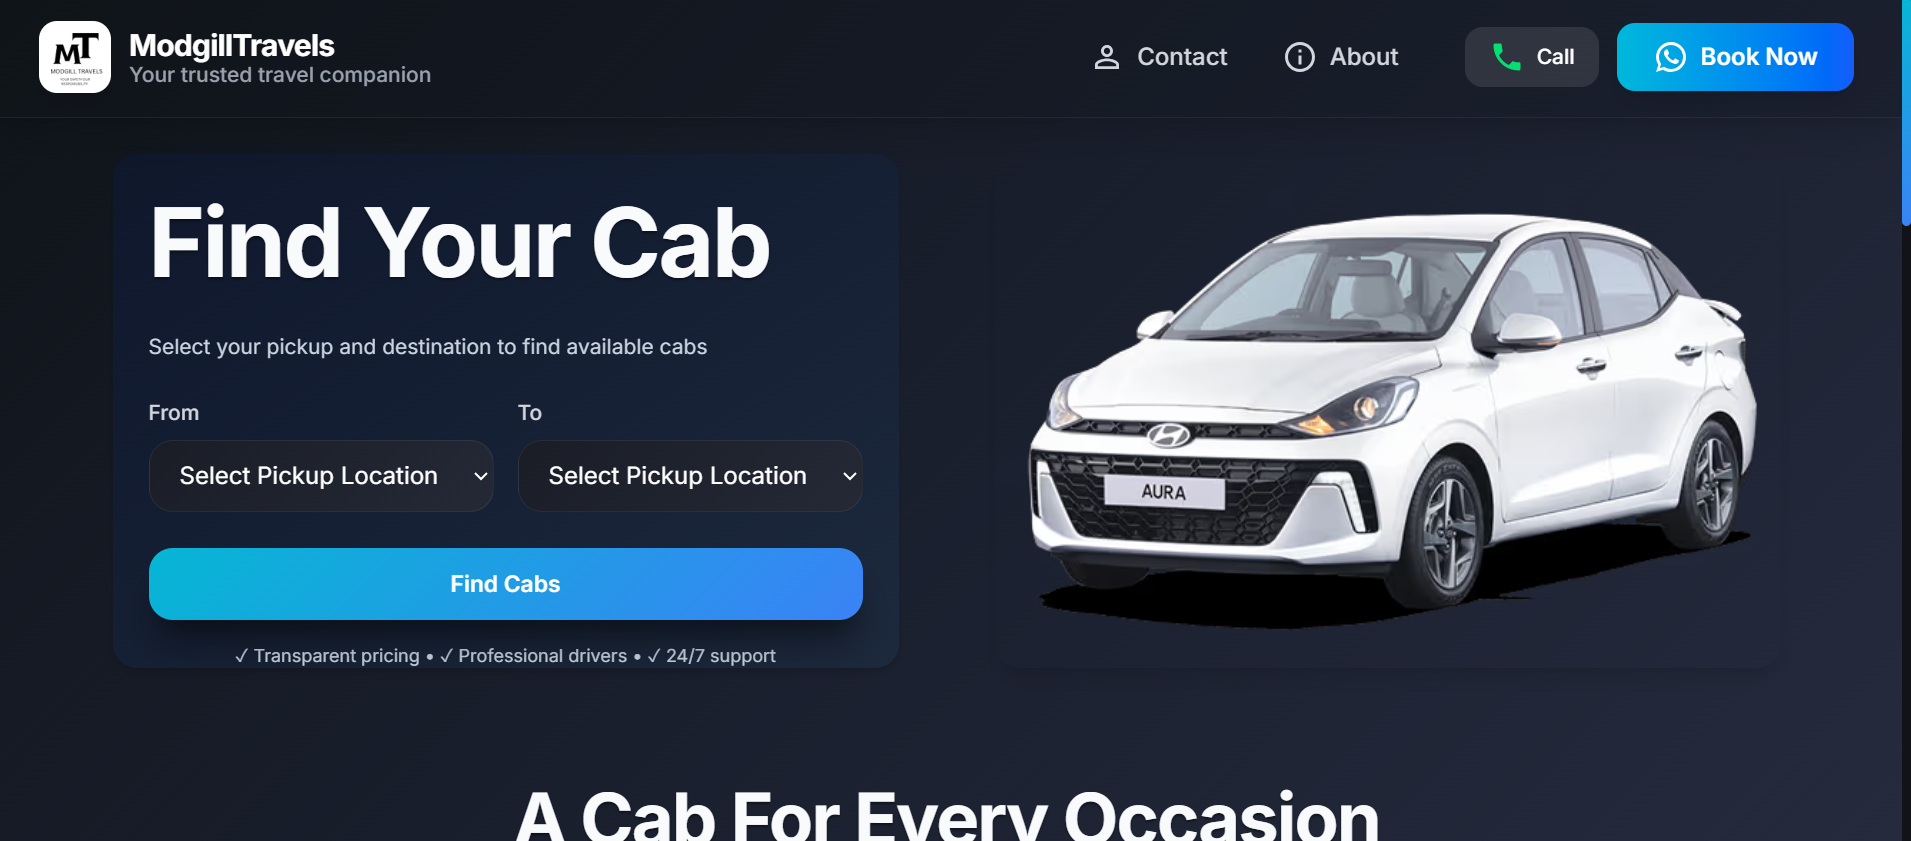 MT
MODGILL TRAVELS
ModgillTravels
Your trusted travel companion
Contact
About
Call
Book Now
Find Your Cab
Select your pickup and destination to find available cabs
From
To
Select Pickup Location
Select Pickup Location
Find Cabs
✓ Transparent pricing • ✓ Professional drivers • ✓ 24/7 support
AURA
A Cab For Every Occasion